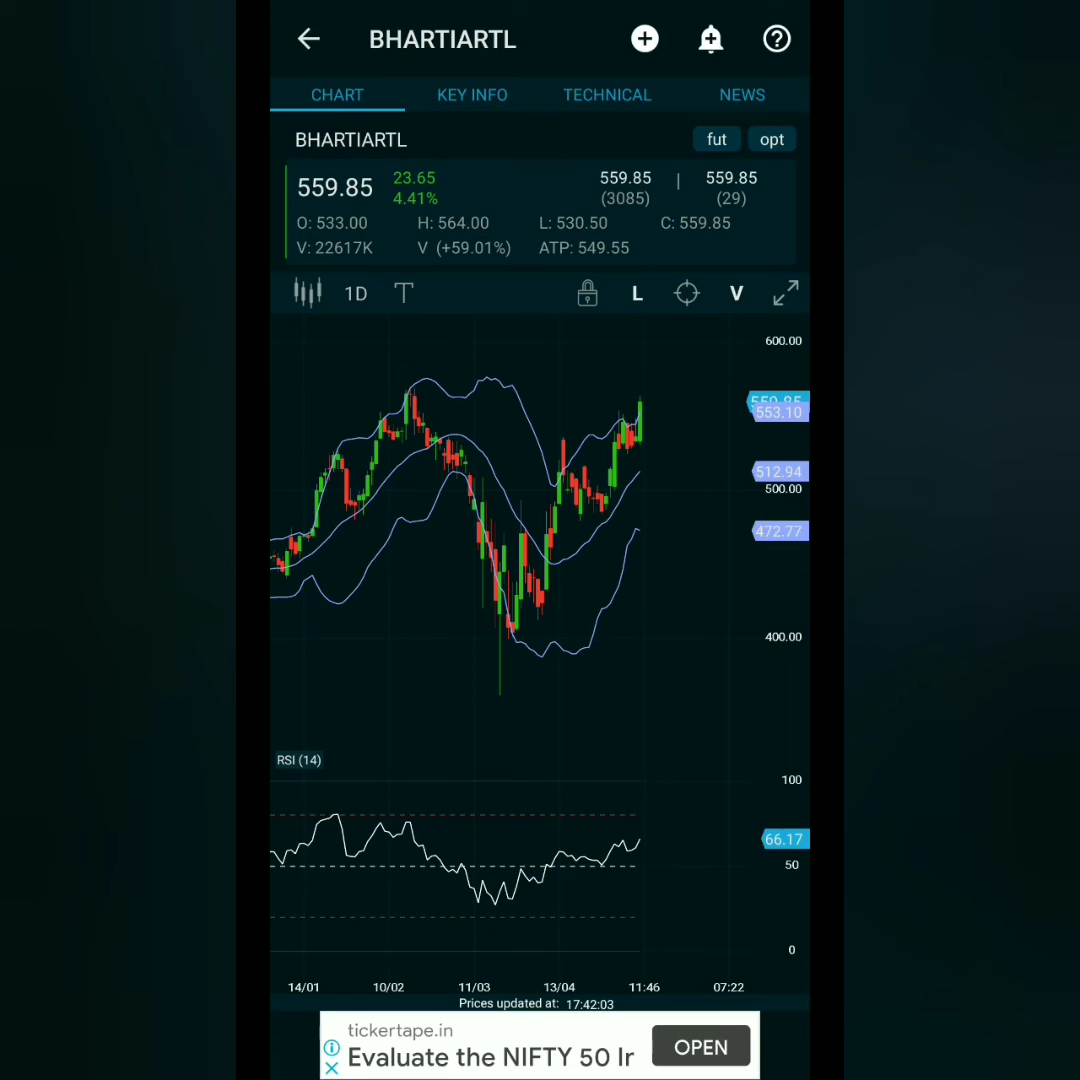 BHARTIARTL
CHART KEY INFO TECHNICAL NEWS
BHARTIARTL fut opt
559.85 23.65 559.85 | 559.85
4.41% (3085) (29)
O: 533.00 H: 564.00 L: 530.50 C: 559.85
V: 22617K V (+59.01%) ATP: 549.55
1D T L V
600.00
559.85
553.10
512.94
500.00
472.77
400.00
RSI (14)
100
66.17
50
0
14/01 10/02 11/03 13/04 11:46 07:22
Prices updated at: 17:42:03
tickertape.in
Evaluate the NIFTY 50 Ir OPEN